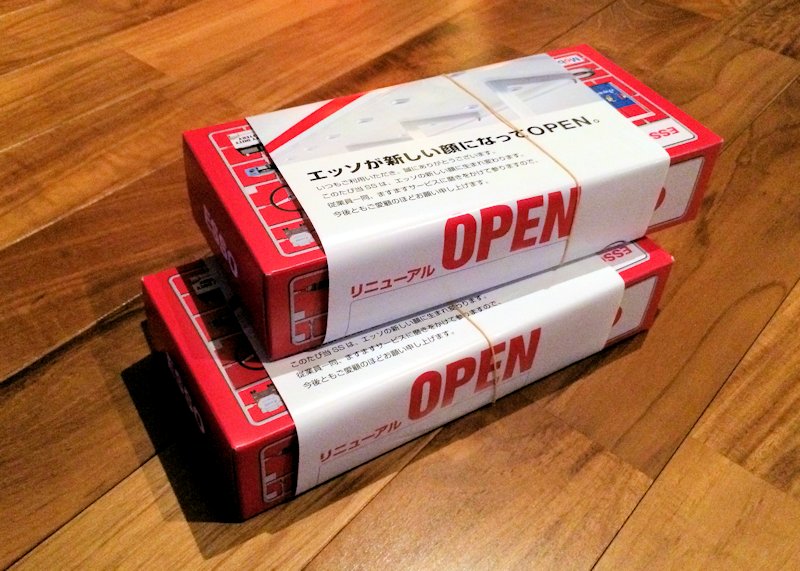 Mob
ESS
エッソが新しい顔になってOPEN。
いつもご利用いただき、誠にありがとうございます。
このたび当SSは、エッソの新しい顔に生まれ変わります。
従業員一同、ますますサービスに磨きをかけて参りますので、
今後ともご愛顧のほどお願い申し上げます。
リニューアル OPEN
ESSO
ESS
このたび当SSは、エッソの新しい顔に生まれ変わります。
従業員一同、ますますサービスに磨きをかけて参りますので、
今後ともご愛顧のほどお願い申し上げます。
リニューアル OPEN
ESSO